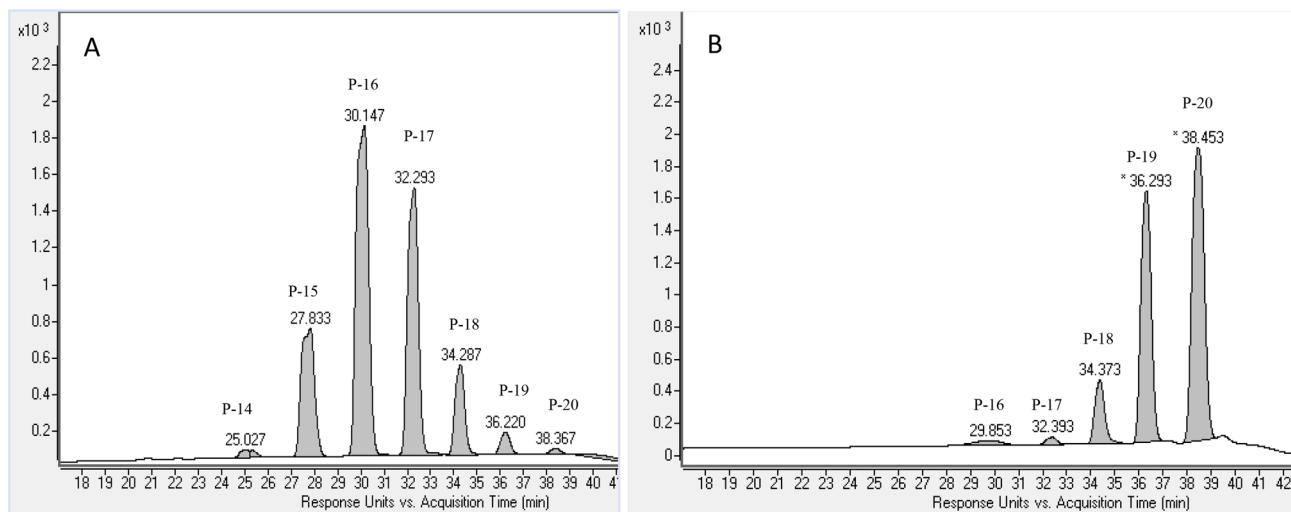 A
x10 3
2.2
2
1.8
1.6
1.4
1.2
1
0.8
0.6
0.4
0.2
P-14
25.027
P-15
27.833
P-16
30.147
P-17
32.293
P-18
34.287
P-19
36.220
P-20
38.367
18 19 20 21 22 23 24 25 26 27 28 29 30 31 32 33 34 35 36 37 38 39 40
Response Units vs. Acquisition Time (min)
B
x10 3
2.4
2.2
2
1.8
1.6
1.4
1.2
1
0.8
0.6
0.4
0.2
0
P-16
29.853
P-17
32.393
P-18
34.373
P-19
* 36.293
P-20
* 38.453
18 19 20 21 22 23 24 25 26 27 28 29 30 31 32 33 34 35 36 37 38 39 40 41 42
Response Units vs. Acquisition Time (min)